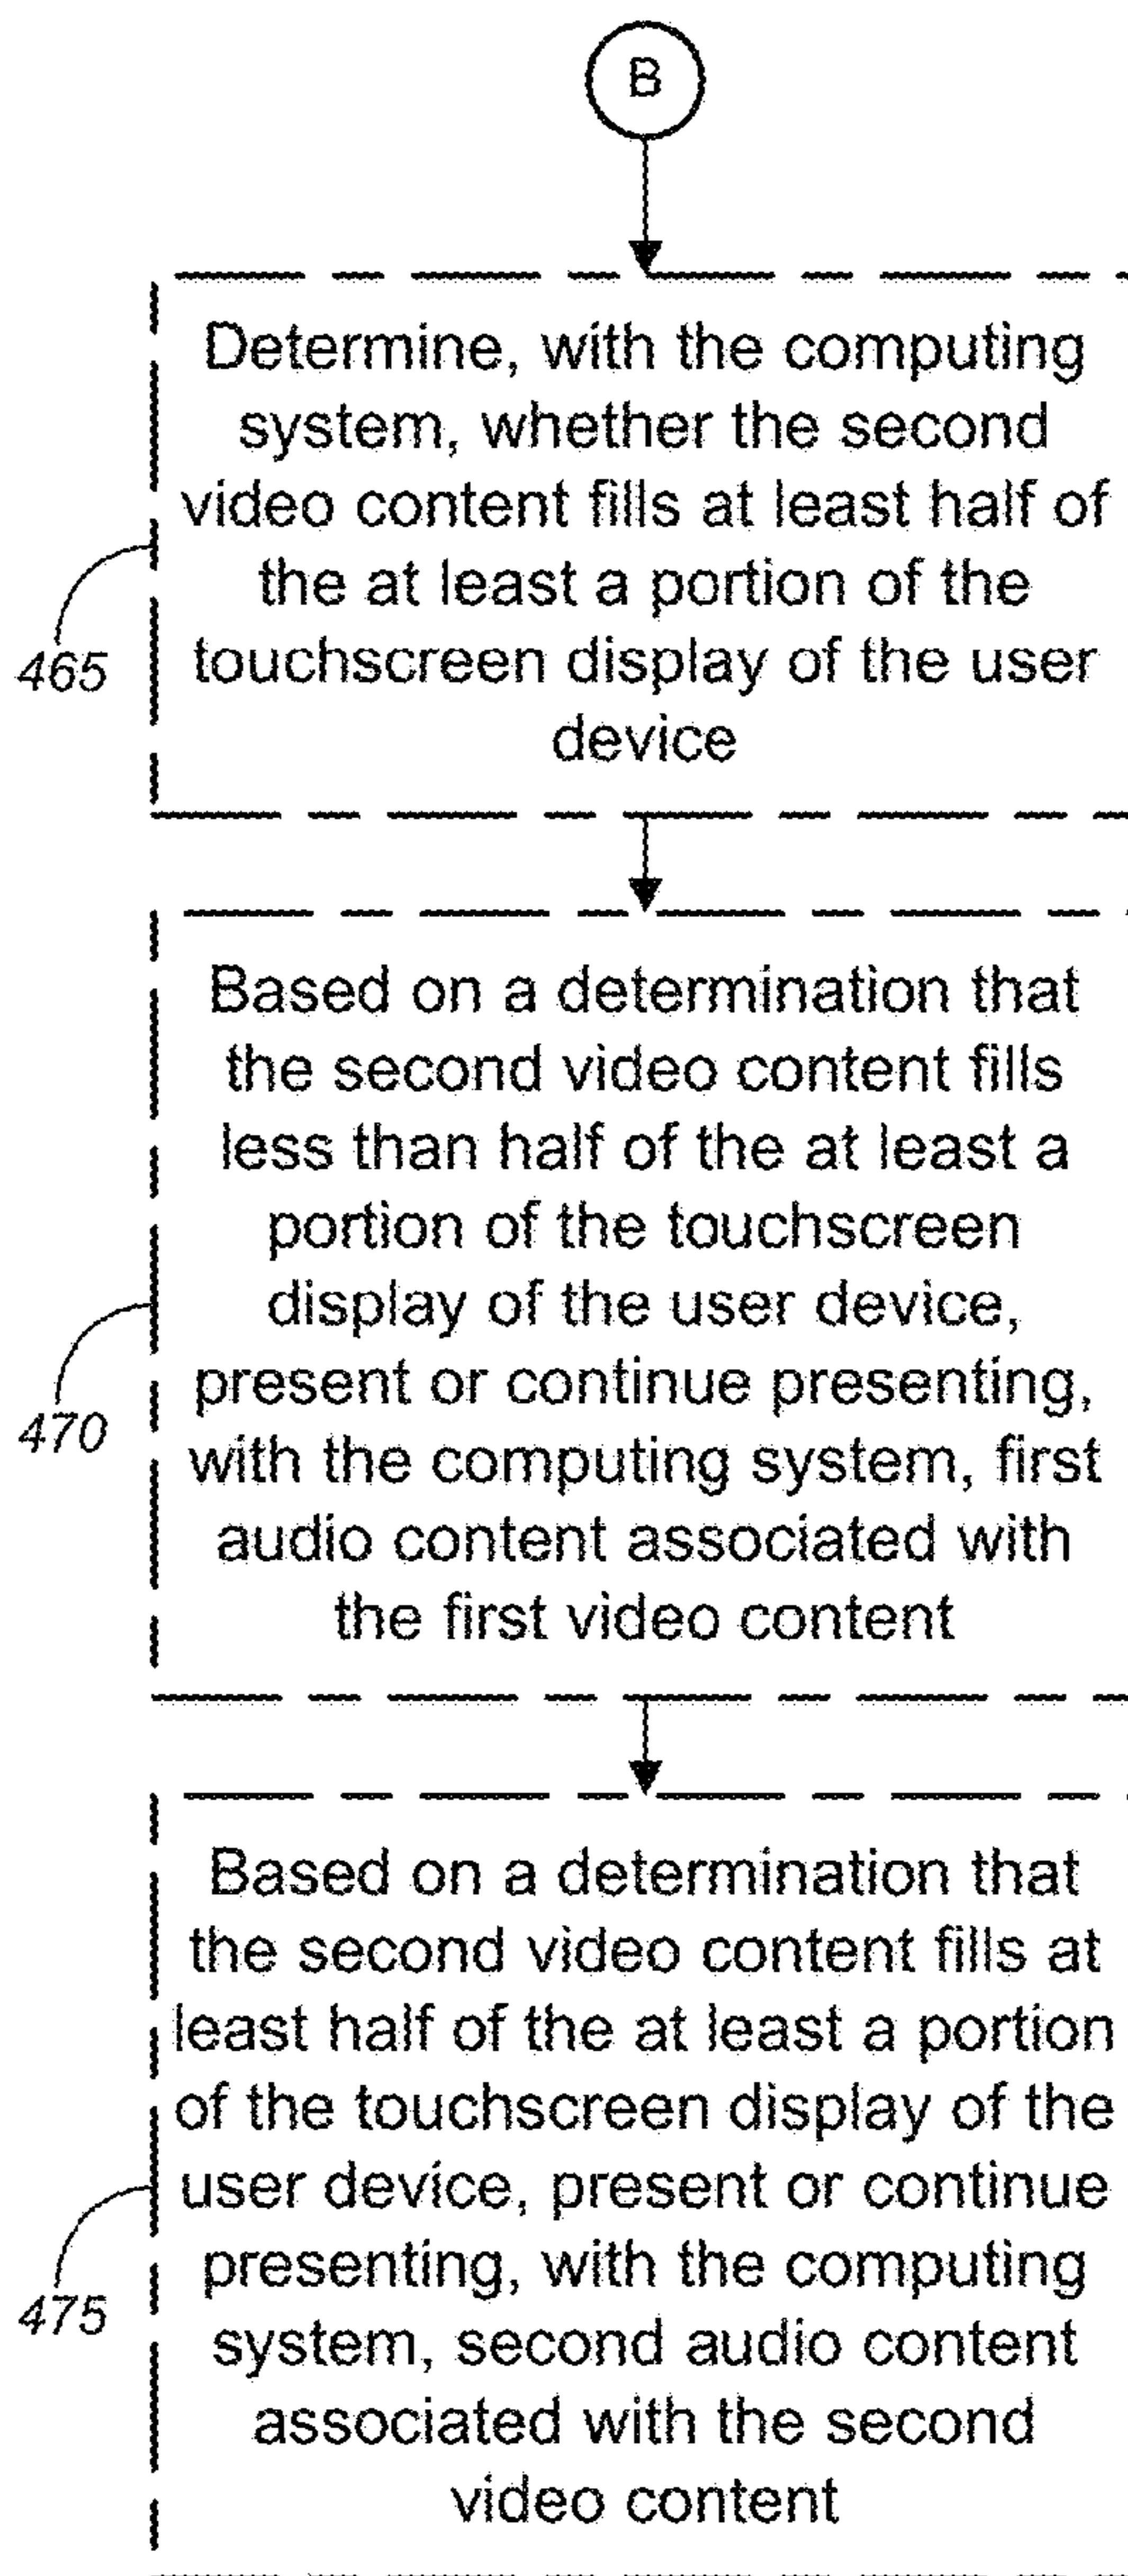 B
Determine, with the computing
system, whether the second
video content fills at least half of
the at least a portion of the
touchscreen display of the user
device
465
Based on a determination that
the second video content fills
less than half of the at least a
portion of the touchscreen
display of the user device,
present or continue presenting,
with the computing system, first
audio content associated with
the first video content
470
Based on a determination that
the second video content fills at
least half of the at least a portion
of the touchscreen display of the
user device, present or continue
presenting, with the computing
system, second audio content
associated with the second
video content
475